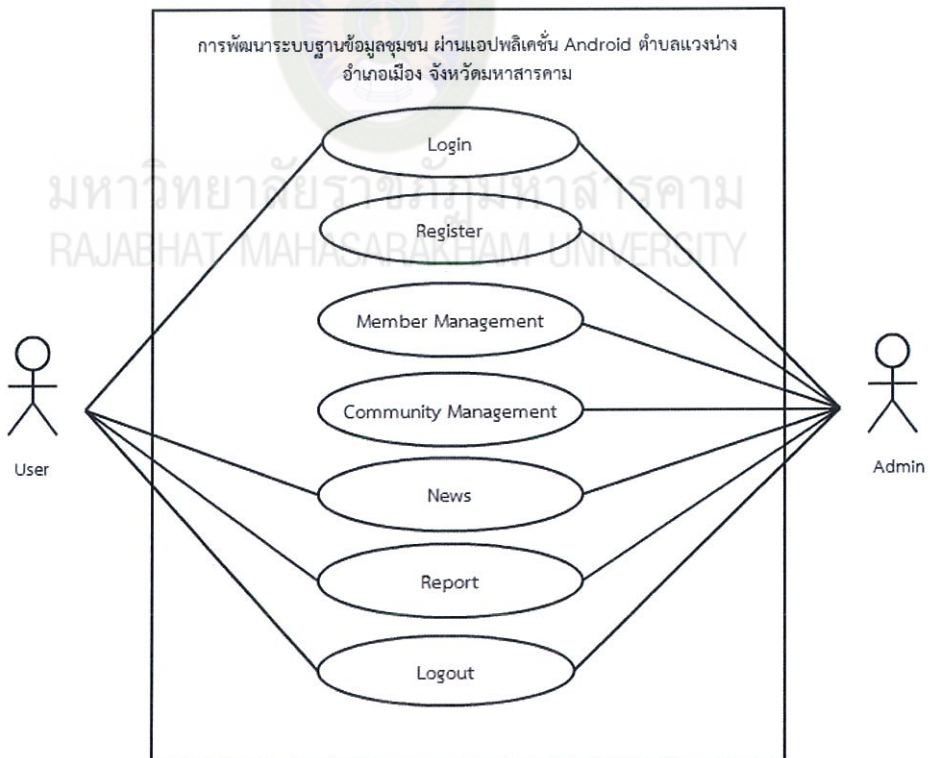 การพัฒนาระบบฐานข้อมูลชุมชน ผ่านแอปพลิเคชั่น Android ตำบลแวงน่าง
อำเภอเมือง จังหวัดมหาสารคาม
Login
มหาวิทยาลัยราชภัฏมหาสารคาม
Register
RAJABHAT MAHASARAKHAM UNIVERSITY
Member Management
Community Management
User
Admin
News
Report
Logout